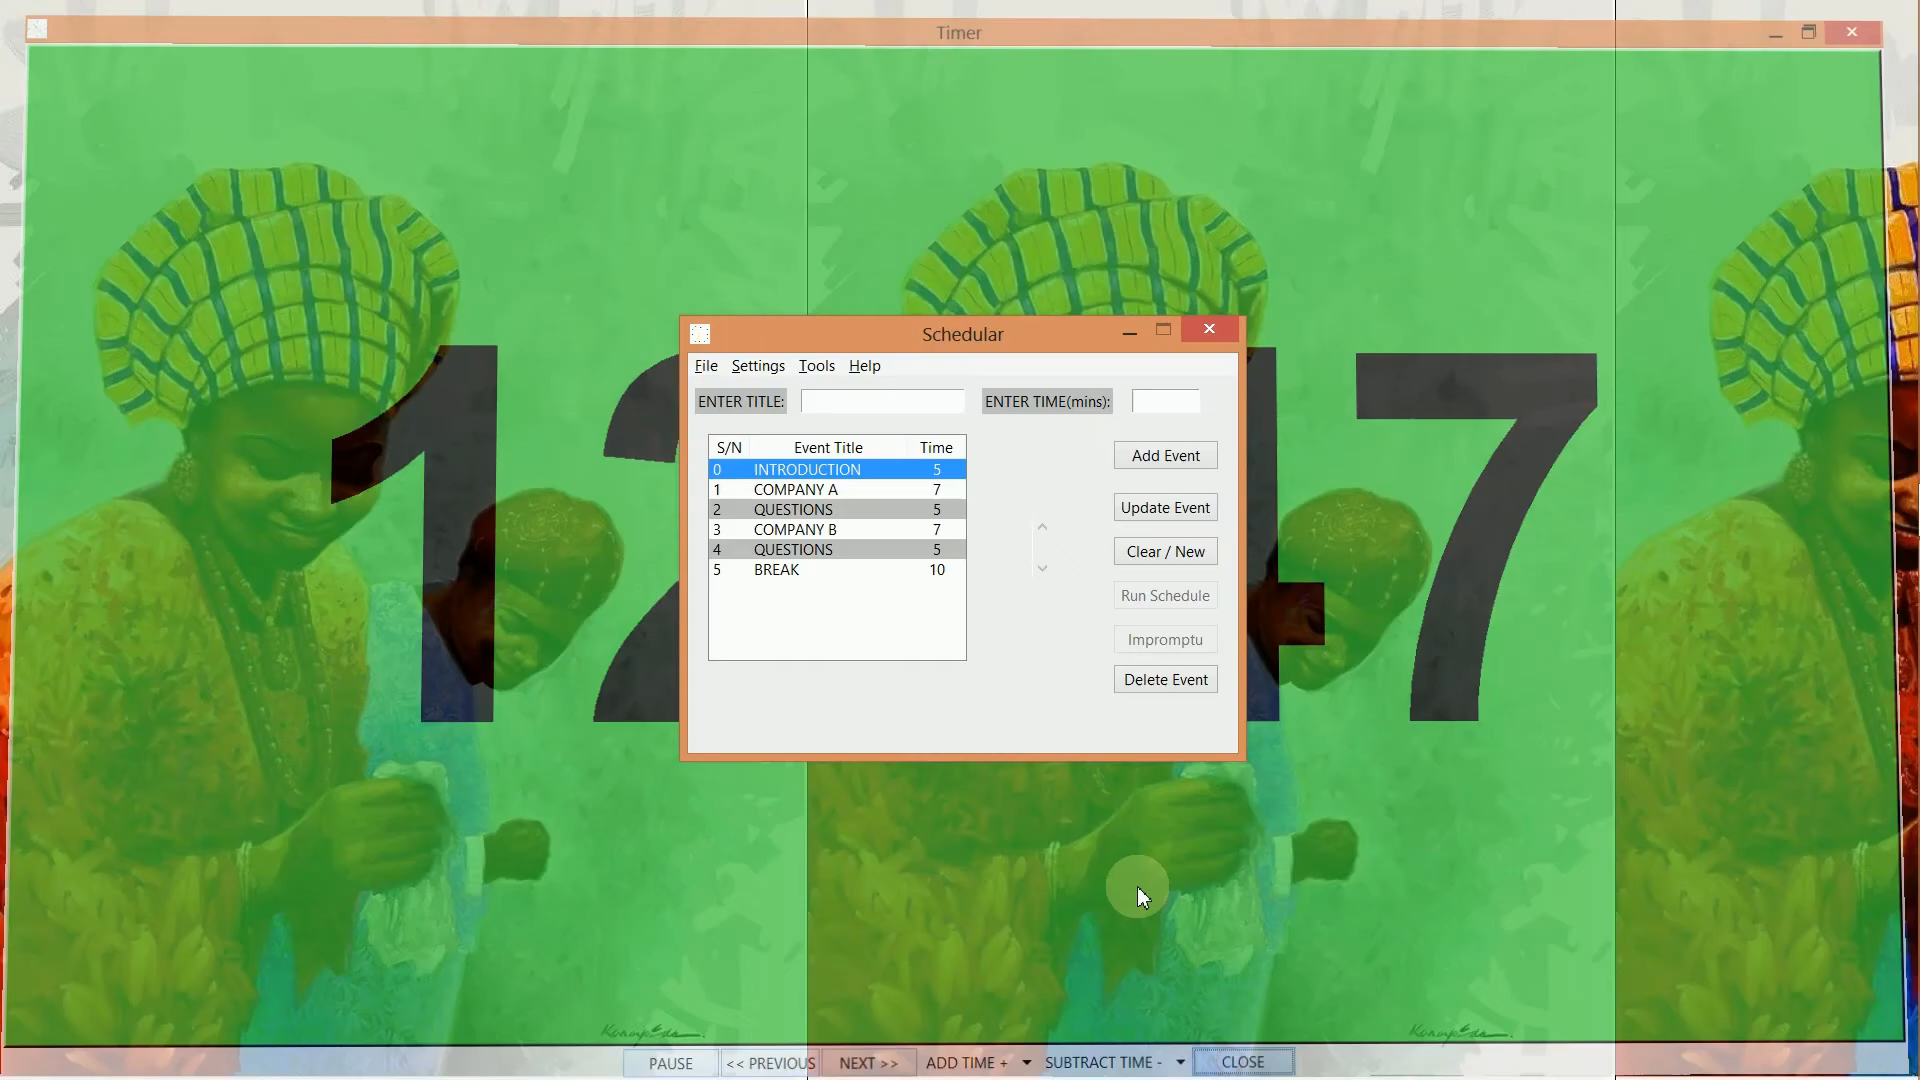 Timer
12 47
Schedular
File Settings Tools Help
ENTER TITLE: ENTER TIME(mins):
S/N Event Title Time
0 INTRODUCTION 5
1 COMPANY A 7
2 QUESTIONS 5
3 COMPANY B 7
4 QUESTIONS 5
5 BREAK 10
Add Event
Update Event
Clear / New
Run Schedule
Impromptu
Delete Event
PAUSE << PREVIOUS NEXT >> ADD TIME + SUBTRACT TIME - CLOSE